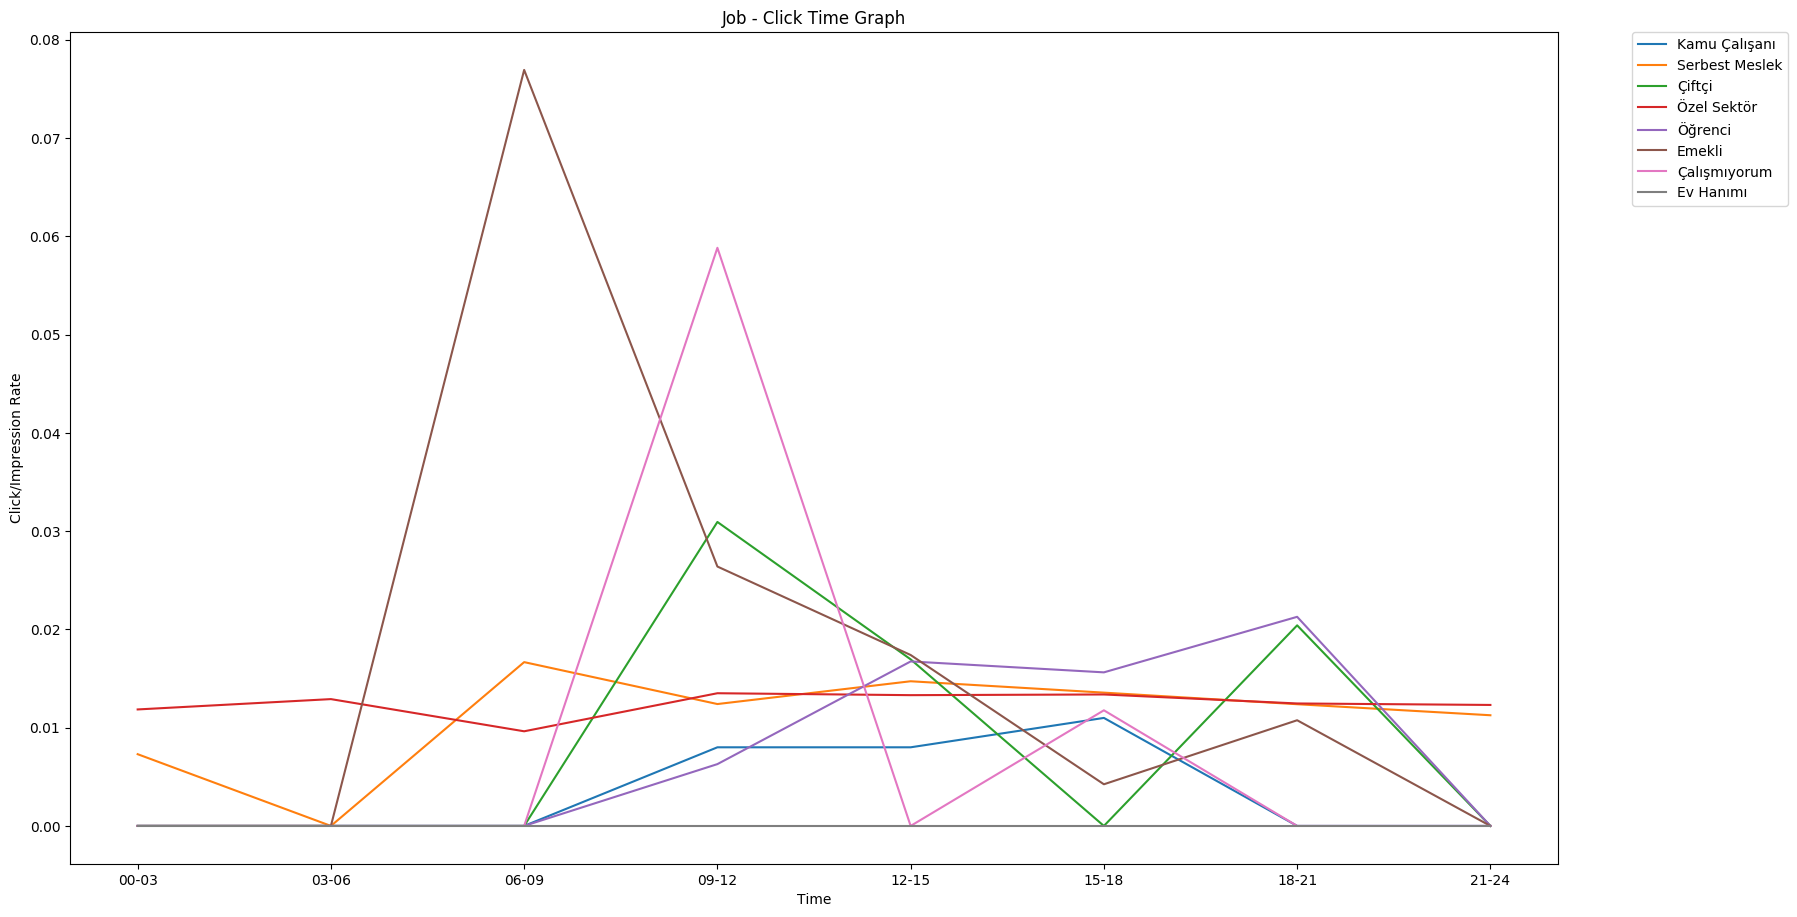 Job - Click Time Graph
Kamu Çalışanı
Serbest Meslek
Çiftçi
Özel Sektör
Öğrenci
Emekli
Çalışmıyorum
Ev Hanımı
Click/Impression Rate
0.08
0.07
0.06
0.05
0.04
0.03
0.02
0.01
0.00
00-03 03-06 06-09 09-12 12-15 15-18 18-21 21-24
Time